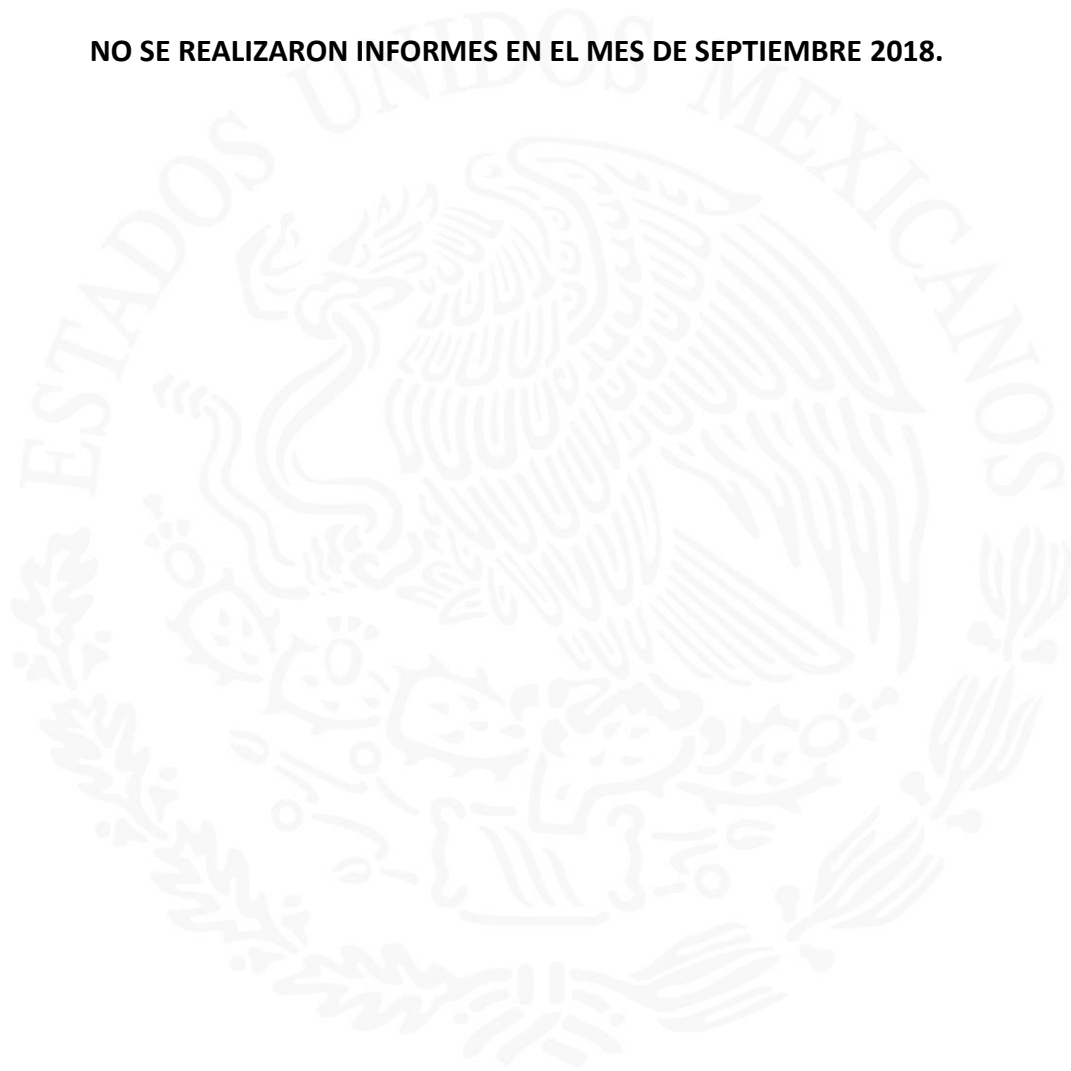 NO SE REALIZARON INFORMES EN EL MES DE SEPTIEMBRE 2018.
ESTADOS UNIDOS MEXICANOS